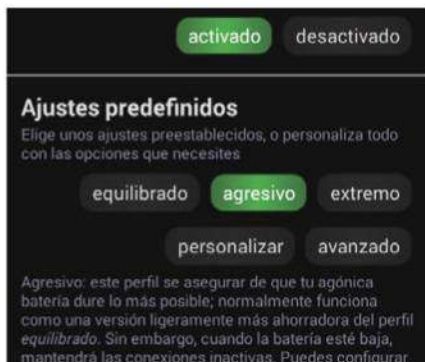 activado desactivado
Ajustes predefinidos
Elige unos ajustes preestablecidos, o personaliza todo
con las opciones que necesites
equilibrado agresivo extremo
personalizar avanzado
Agresivo: este perfil se asegurar de que tu agónica
batería dure lo más posible; normalmente funciona
como una versión ligeramente más ahorradora del perfil
equilibrado. Sin embargo, cuando la batería esté baja,
mantendrá las conexiones inactivas. Puedes configurar